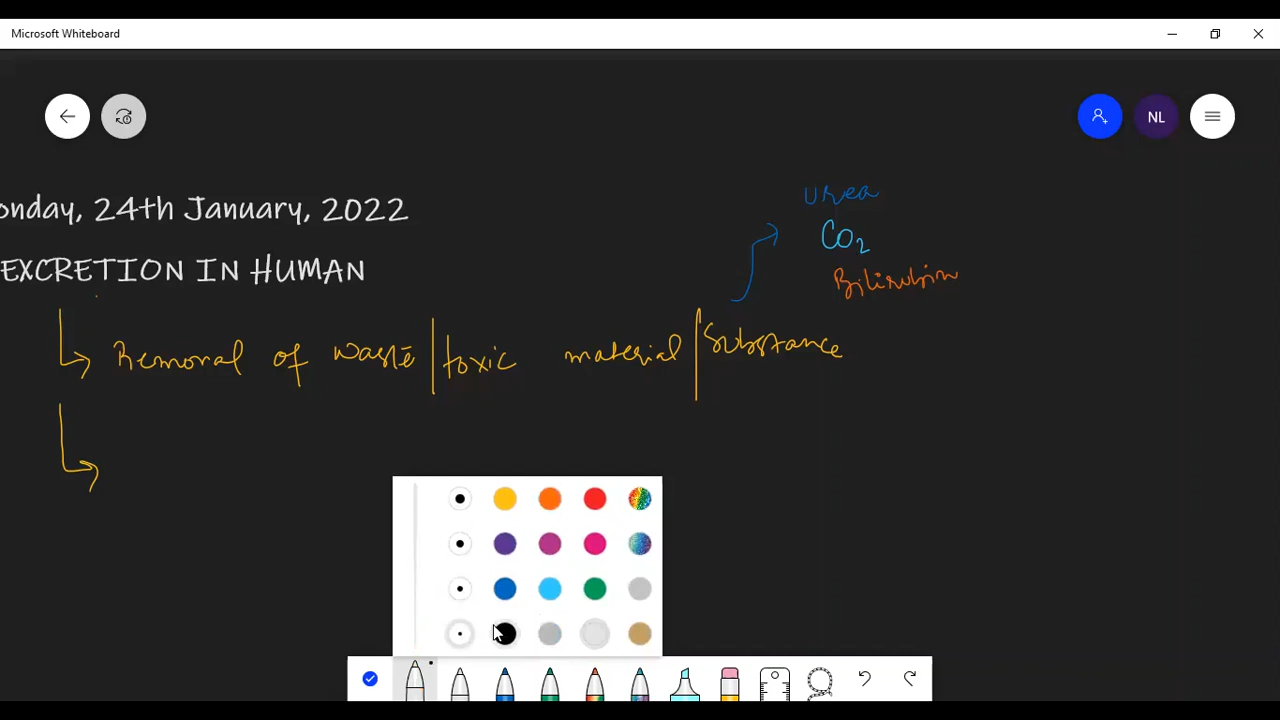 Microsoft Whiteboard
NL
onday, 24th January, 2022
EXCRETION IN HUMAN
urea
CO2
Bilirubin
Removal of waste|toxic material|Substance